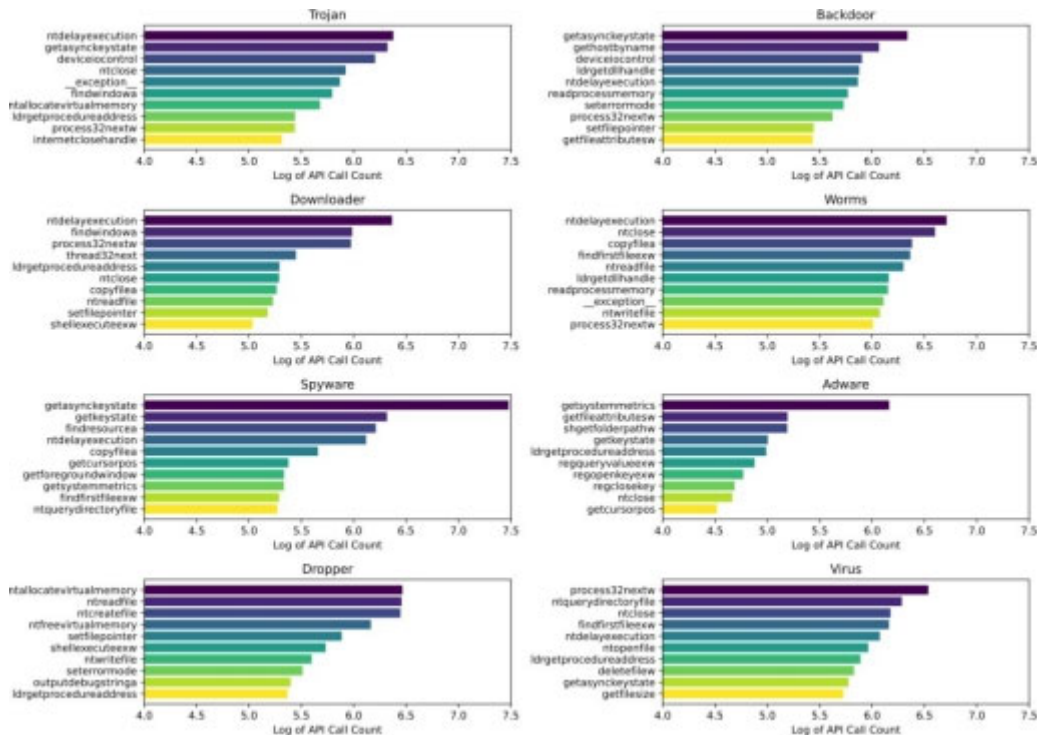 Trojan
ntdelayexecution
getasynckeystate
deviceiocontrol
ntclose
__exception__
findwindowa
ntallocatevirtualmemory
ldrgetprocedureaddress
process32nextw
internetclosehandle
4.0 4.5 5.0 5.5 6.0 6.5 7.0 7.5
Log of API Call Count
Backdoor
getasynckeystate
gethostbyname
deviceiocontrol
ldrgetdllhandle
ntdelayexecution
readprocessmemory
seterrormode
process32nextw
setfilepointer
getfileattributesw
4.0 4.5 5.0 5.5 6.0 6.5 7.0 7.5
Log of API Call Count
Downloader
ntdelayexecution
findwindowa
process32nextw
thread32next
ldrgetprocedureaddress
ntclose
copyfilea
ntreadfile
setfilepointer
shellexecuteexw
4.0 4.5 5.0 5.5 6.0 6.5 7.0 7.5
Log of API Call Count
Worms
ntdelayexecution
ntclose
copyfilea
findfirstfileexw
ntreadfile
ldrgetdllhandle
readprocessmemory
__exception__
ntwritefile
process32nextw
4.0 4.5 5.0 5.5 6.0 6.5 7.0 7.5
Log of API Call Count
Spyware
getasynckeystate
getkeystate
findresourcea
ntdelayexecution
copyfilea
getcursorpos
getforegroundwindow
getsystemmetrics
findfirstfileexw
ntquerydirectoryfile
4.0 4.5 5.0 5.5 6.0 6.5 7.0 7.5
Log of API Call Count
Adware
getsystemmetrics
getfileattributesw
shgetfolderpathw
getkeystate
ldrgetprocedureaddress
regqueryvalueexw
regopenkeyexw
regclosekey
ntclose
getcursorpos
4.0 4.5 5.0 5.5 6.0 6.5 7.0 7.5
Log of API Call Count
Dropper
ntallocatevirtualmemory
ntreadfile
ntcreatefile
ntfreevirtualmemory
setfilepointer
shellexecuteexw
ntwritefile
seterrormode
outputdebugstringa
ldrgetprocedureaddress
4.0 4.5 5.0 5.5 6.0 6.5 7.0 7.5
Log of API Call Count
Virus
process32nextw
ntquerydirectoryfile
ntclose
findfirstfileexw
ntdelayexecution
ntopenfile
ldrgetprocedureaddress
deletefilew
getasynckeystate
getfilesize
4.0 4.5 5.0 5.5 6.0 6.5 7.0 7.5
Log of API Call Count